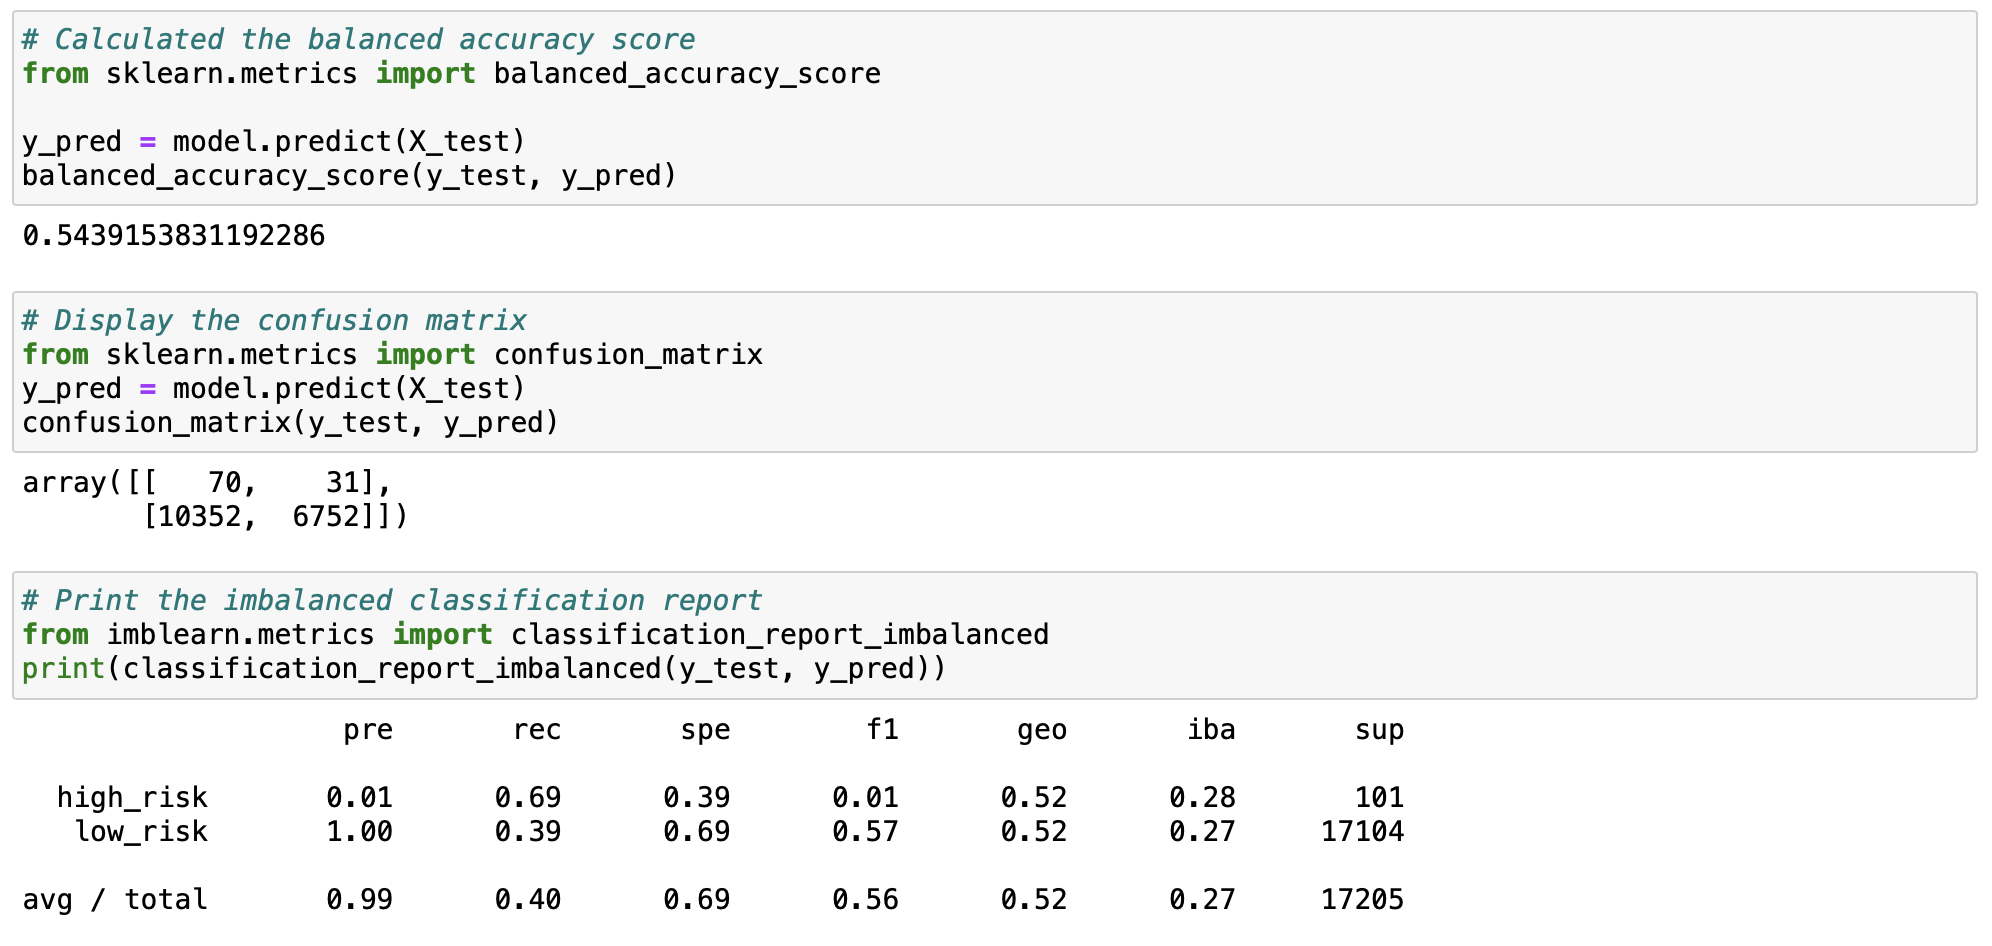 # Calculated the balanced accuracy score
from sklearn.metrics import balanced_accuracy_score
y_pred = model.predict(X_test)
balanced_accuracy_score(y_test, y_pred)
0.5439153831192286
# Display the confusion matrix
from sklearn.metrics import confusion_matrix
y_pred = model.predict(X_test)
confusion_matrix(y_test, y_pred)
array([[   70,    31],
       [10352,  6752]])
# Print the imbalanced classification report
from imblearn.metrics import classification_report_imbalanced
print(classification_report_imbalanced(y_test, y_pred))
                   pre       rec       spe        f1       geo       iba       sup
  high_risk       0.01      0.69      0.39      0.01      0.52      0.28       101
   low_risk       1.00      0.39      0.69      0.57      0.52      0.27     17104
avg / total       0.99      0.40      0.69      0.56      0.52      0.27     17205